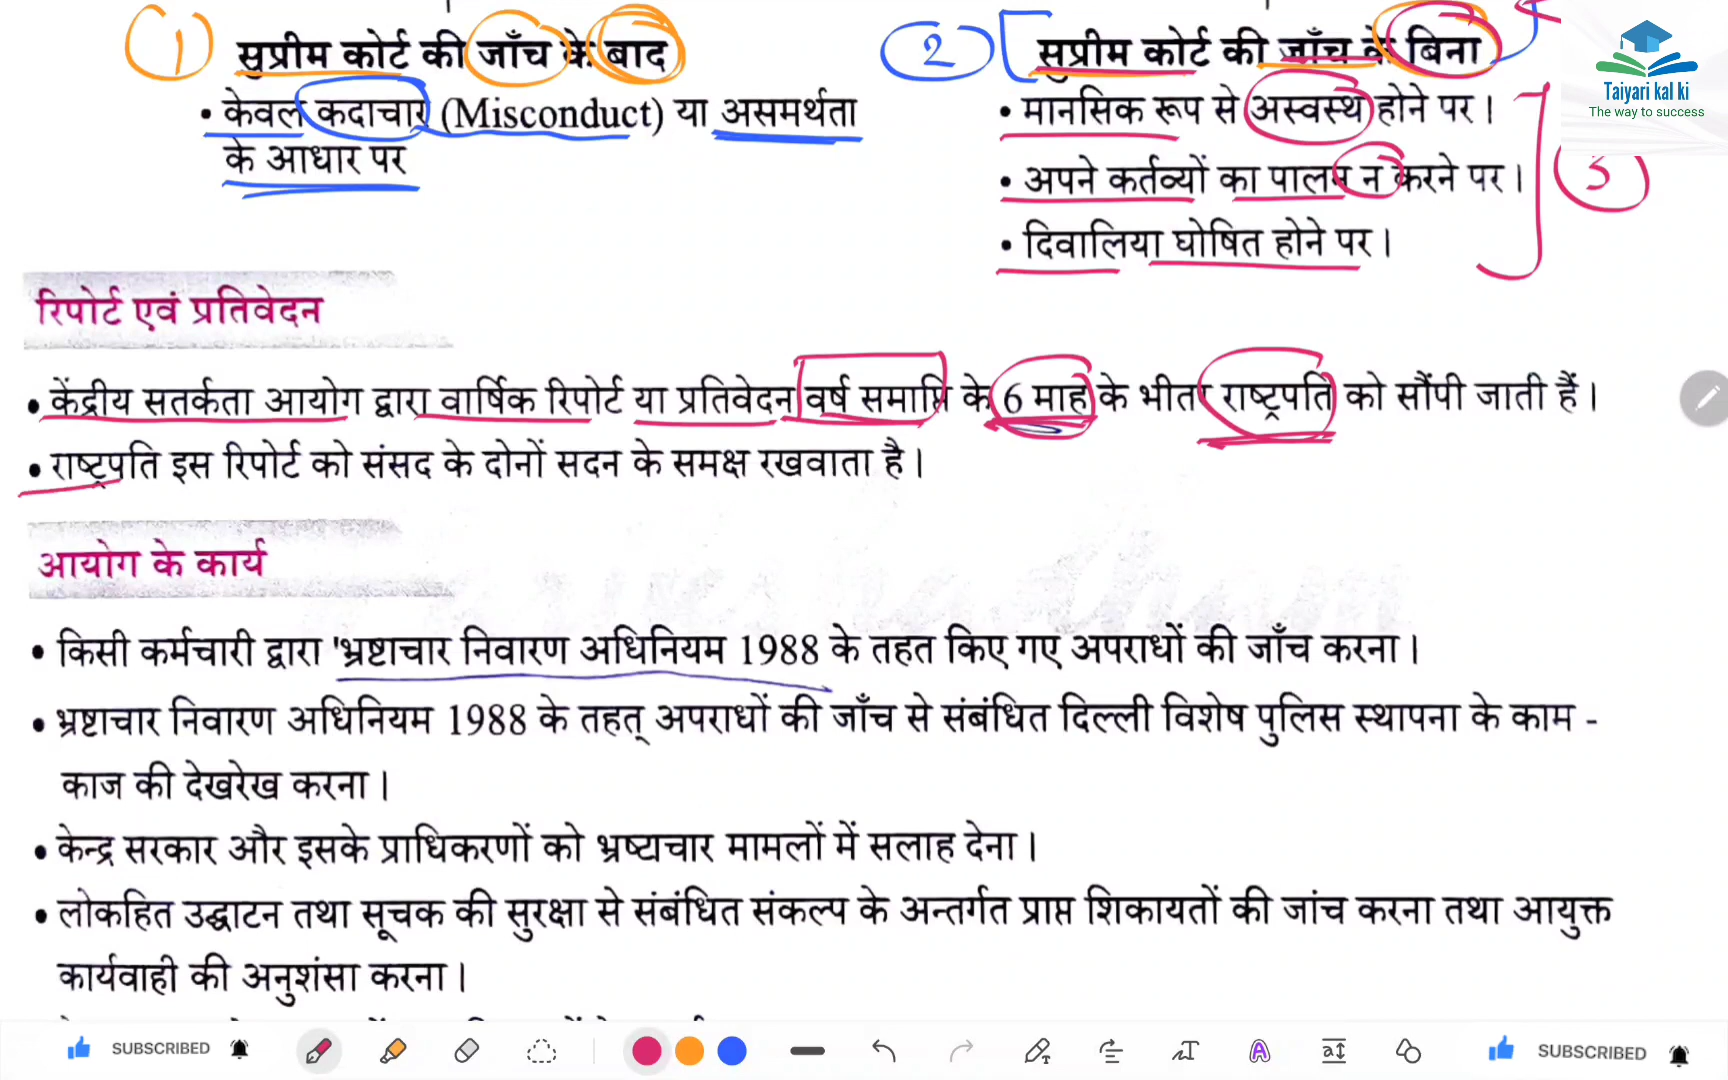 1
सुप्रीम कोर्ट की जाँच के बाद
• केवल कदाचार (Misconduct) या असमर्थता
के आधार पर
2
सुप्रीम कोर्ट की जाँच के बिना
• मानसिक रूप से अस्वस्थ होने पर।
• अपने कर्तव्यों का पालन न करने पर।
• दिवालिया घोषित होने पर।
Taiyari kal ki
The way to success
रिपोर्ट एवं प्रतिवेदन
• केंद्रीय सतर्कता आयोग द्वारा वार्षिक रिपोर्ट या प्रतिवेदन वर्ष समाप्ति के 6 माह के भीतर राष्ट्रपति को सौंपी जाती हैं।
• राष्ट्रपति इस रिपोर्ट को संसद के दोनों सदन के समक्ष रखवाता है।
आयोग के कार्य
• किसी कर्मचारी द्वारा 'भ्रष्टाचार निवारण अधिनियम 1988 के तहत किए गए अपराधों की जाँच करना।
• भ्रष्टाचार निवारण अधिनियम 1988 के तहत् अपराधों की जाँच से संबंधित दिल्ली विशेष पुलिस स्थापना के काम -
काज की देखरेख करना।
• केन्द्र सरकार और इसके प्राधिकरणों को भ्रष्टाचार मामलों में सलाह देना।
• लोकहित उद्घाटन तथा सूचक की सुरक्षा से संबंधित संकल्प के अन्तर्गत प्राप्त शिकायतों की जांच करना तथा आयुक्त
कार्यवाही की अनुशंसा करना।
SUBSCRIBED
SUBSCRIBED